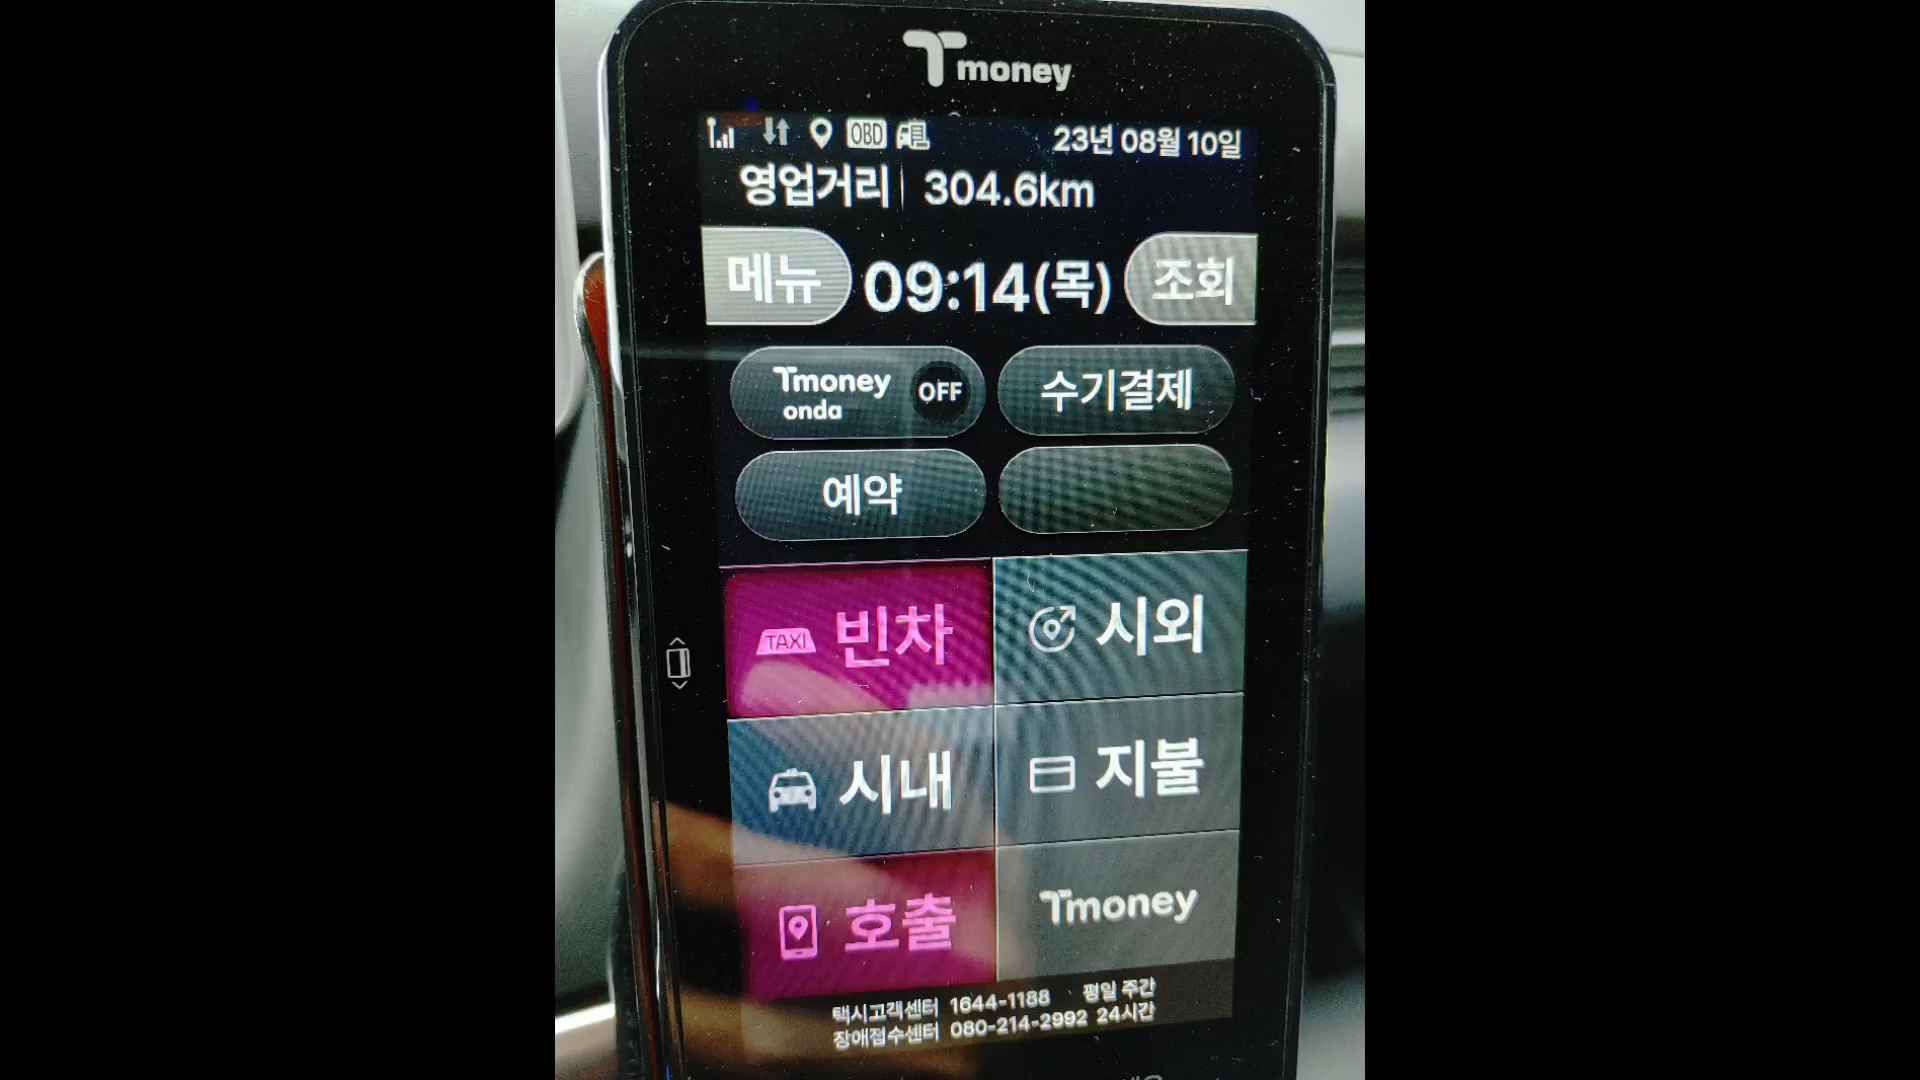 Tmoney
OBD 23년 08월 10일
영업거리 304.6km
메뉴 09:14(목) 조회
Tmoney onda OFF 수기결제
예약
TAXI 빈차 시외
시내 지불
호출 Tmoney
택시고객센터 1644-1188 평일 주간
장애접수센터 080-214-2992 24시간